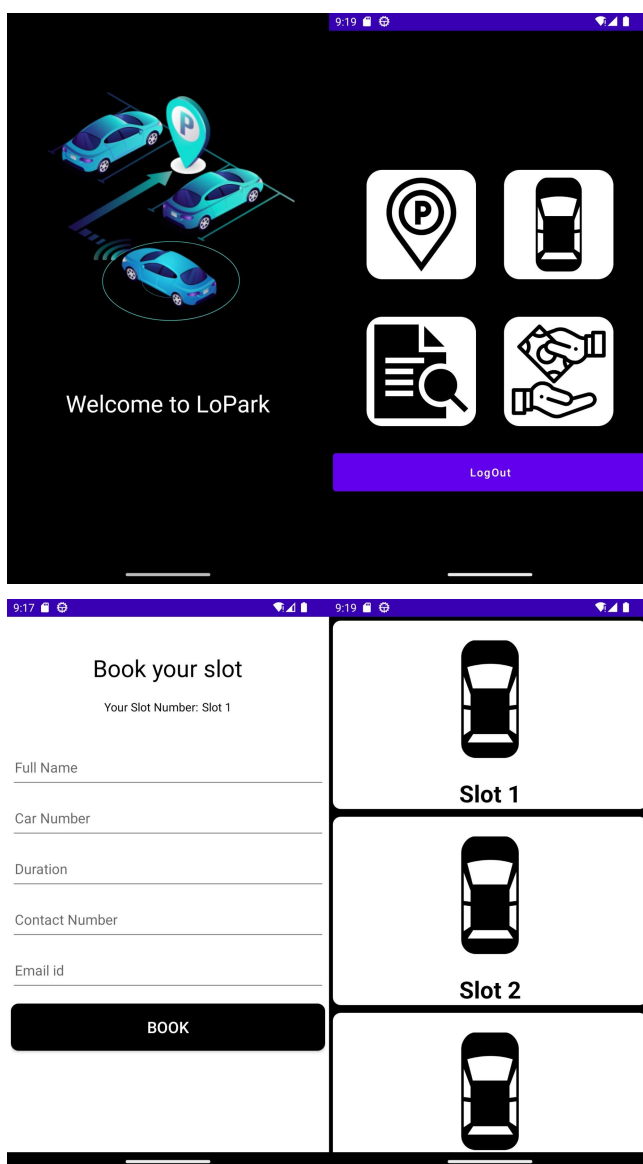 P
Welcome to LoPark
9:19
P
LogOut
9:17
Book your slot
Your Slot Number: Slot 1
Full Name
Car Number
Duration
Contact Number
Email id
BOOK
9:19
Slot 1
Slot 2